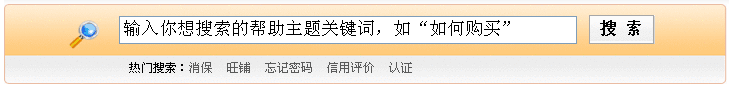 输入你想搜索的帮助主题关键词，如“如何购买” 搜 索
热门搜索：消保 旺铺 忘记密码 信用评价 认证